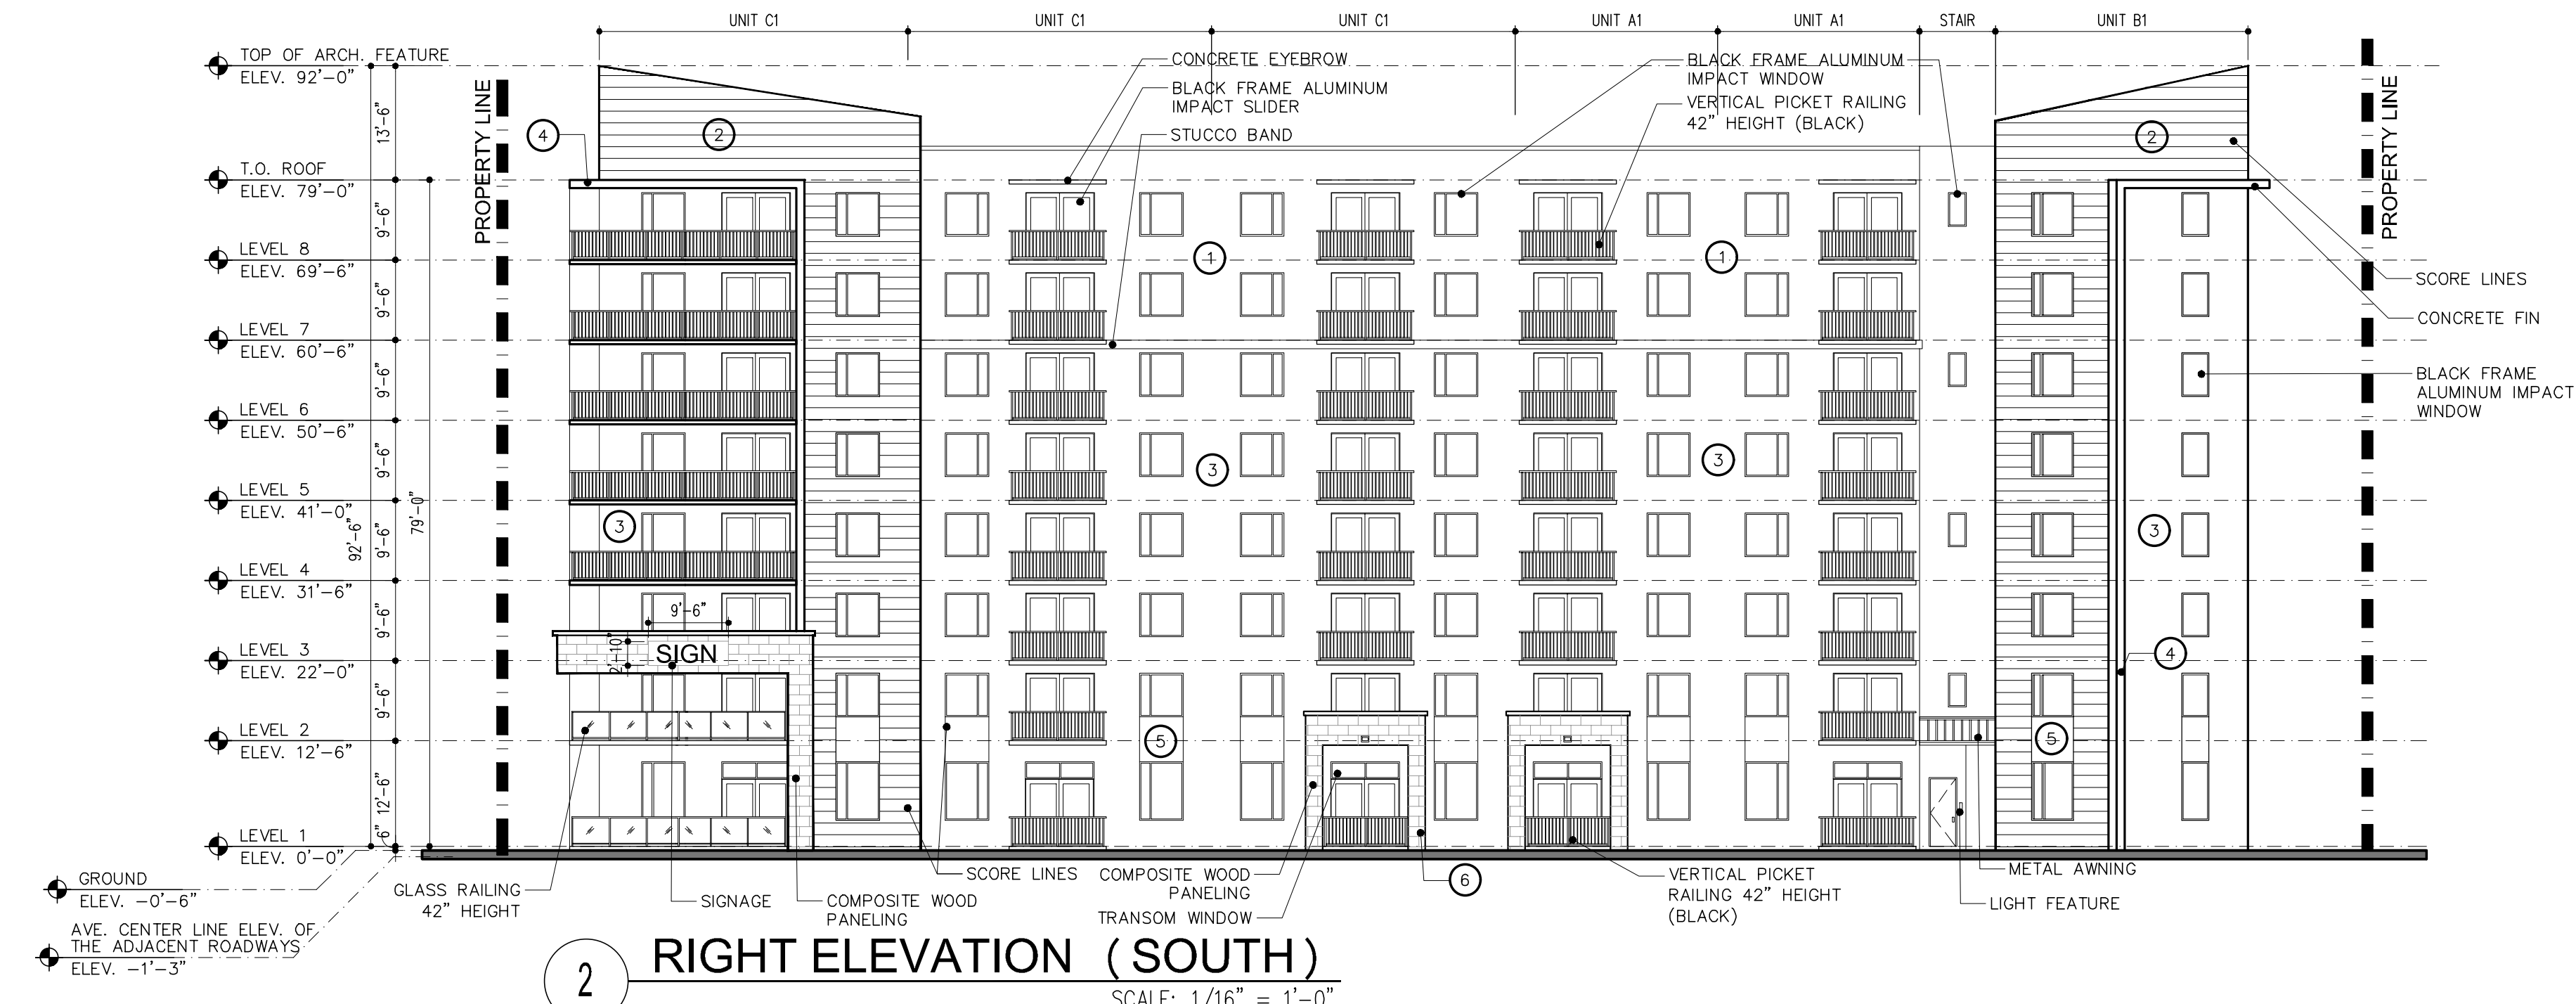 UNIT C1
UNIT C1
UNIT C1
UNIT A1
UNIT A1
STAIR
UNIT B1
TOP OF ARCH. FEATURE
ELEV. 92'-0"
T.O. ROOF
ELEV. 79'-0"
LEVEL 8
ELEV. 69'-6"
LEVEL 7
ELEV. 60'-6"
LEVEL 6
ELEV. 50'-6"
LEVEL 5
ELEV. 41'-0"
LEVEL 4
ELEV. 31'-6"
LEVEL 3
ELEV. 22'-0"
LEVEL 2
ELEV. 12'-6"
LEVEL 1
ELEV. 0'-0"
GROUND
ELEV. -0'-6"
AVE. CENTER LINE ELEV. OF
THE ADJACENT ROADWAYS
ELEV. -1'-3"
13'-6"
9'-6"
9'-6"
9'-6"
9'-6"
9'-6"
9'-6"
9'-6"
12'-6"
6"
92'-6"
79'-0"
PROPERTY LINE
4
2
CONCRETE EYEBROW
BLACK FRAME ALUMINUM
IMPACT SLIDER
STUCCO BAND
BLACK FRAME ALUMINUM
IMPACT WINDOW
VERTICAL PICKET RAILING
42" HEIGHT (BLACK)
2
PROPERTY LINE
1
1
SCORE LINES
CONCRETE FIN
BLACK FRAME
ALUMINUM IMPACT
WINDOW
3
3
3
3
9'-6"
2'-10"
SIGN
4
5
5
6
GLASS RAILING
42" HEIGHT
SIGNAGE
COMPOSITE WOOD
PANELING
SCORE LINES
COMPOSITE WOOD
PANELING
TRANSOM WINDOW
VERTICAL PICKET
RAILING 42" HEIGHT
(BLACK)
METAL AWNING
LIGHT FEATURE
2
RIGHT ELEVATION (SOUTH)
SCALE: 1/16" = 1'-0"